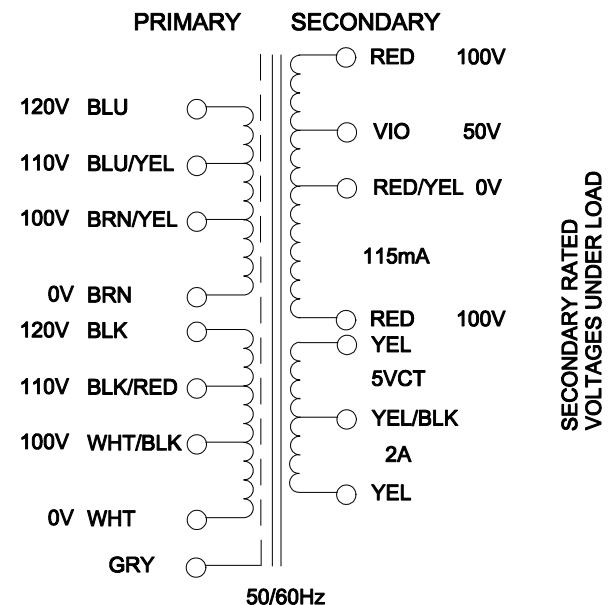 PRIMARY SECONDARY
RED 100V
120V BLU
VIO 50V
110V BLU/YEL
RED/YEL 0V
100V BRN/YEL
115mA
0V BRN
RED 100V
120V BLK
YEL
110V BLK/RED
5VCT
YEL/BLK
100V WHT/BLK
2A
YEL
0V WHT
GRY
50/60Hz
SECONDARY RATED
VOLTAGES UNDER LOAD